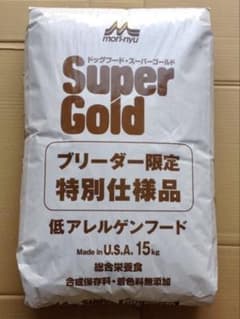 mori-nyu
ドッグフード・スーパーゴールド
Super
Gold
ブリーダー限定
特別仕様品
低アレルゲンフード
Made in U.S.A. 15kg
総合栄養食
合成保存料・着色料無添加